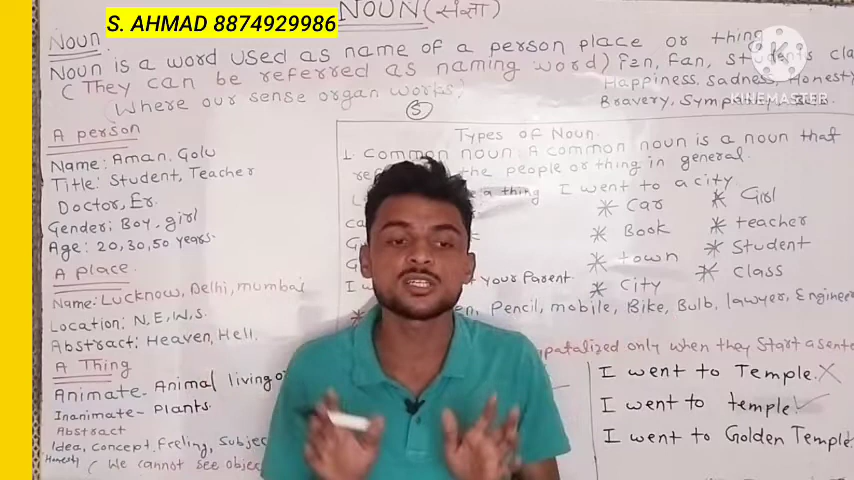 S. AHMAD 8874929986
NOUN (संज्ञा)
Noun
Noun is a word used as name of a person place or thing
(They can be referred as naming word) Fan, students cla
(Where our sense organ works)
Happiness, Sadness, Honesty
Bravery, Sympathy
KINEMASTER
5
A person
Name: Aman, Golu
Title: Student, Teacher
Doctor, Er.
Gender: Boy, girl
Age: 20, 30, 50 years.
A place
Name: Lucknow, Delhi, mumbai
Location: N, E, W, S.
Abstract: Heaven, Hell.
A Thing
Animate- Animal living
Inanimate- Plants.
Abstract
Idea, concept, Feeling, Subjec
Honesty
(We cannot see objec
Types of Noun.
1. Common noun: A common noun is a noun that
the people or thing in general.
a thing I went to a city
* Car
* Girl
* Book
* teacher
* town
* Student
* City
* Class
your Parent
Pencil, mobile, Bike, Bulb, lawyer, Engineer
only when they Start a sente
I went to Temple. X
I went to temple ✓
I went to Golden Temple